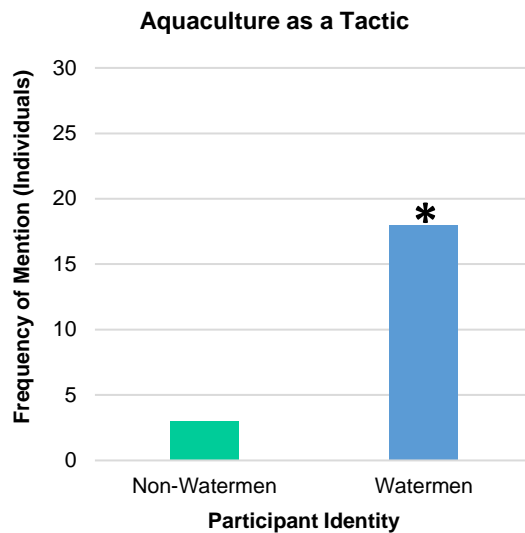 Aquaculture as a Tactic
Frequency of Mention (Individuals)
30
25
20
15
10
5
0
*
Non-Watermen
Watermen
Participant Identity